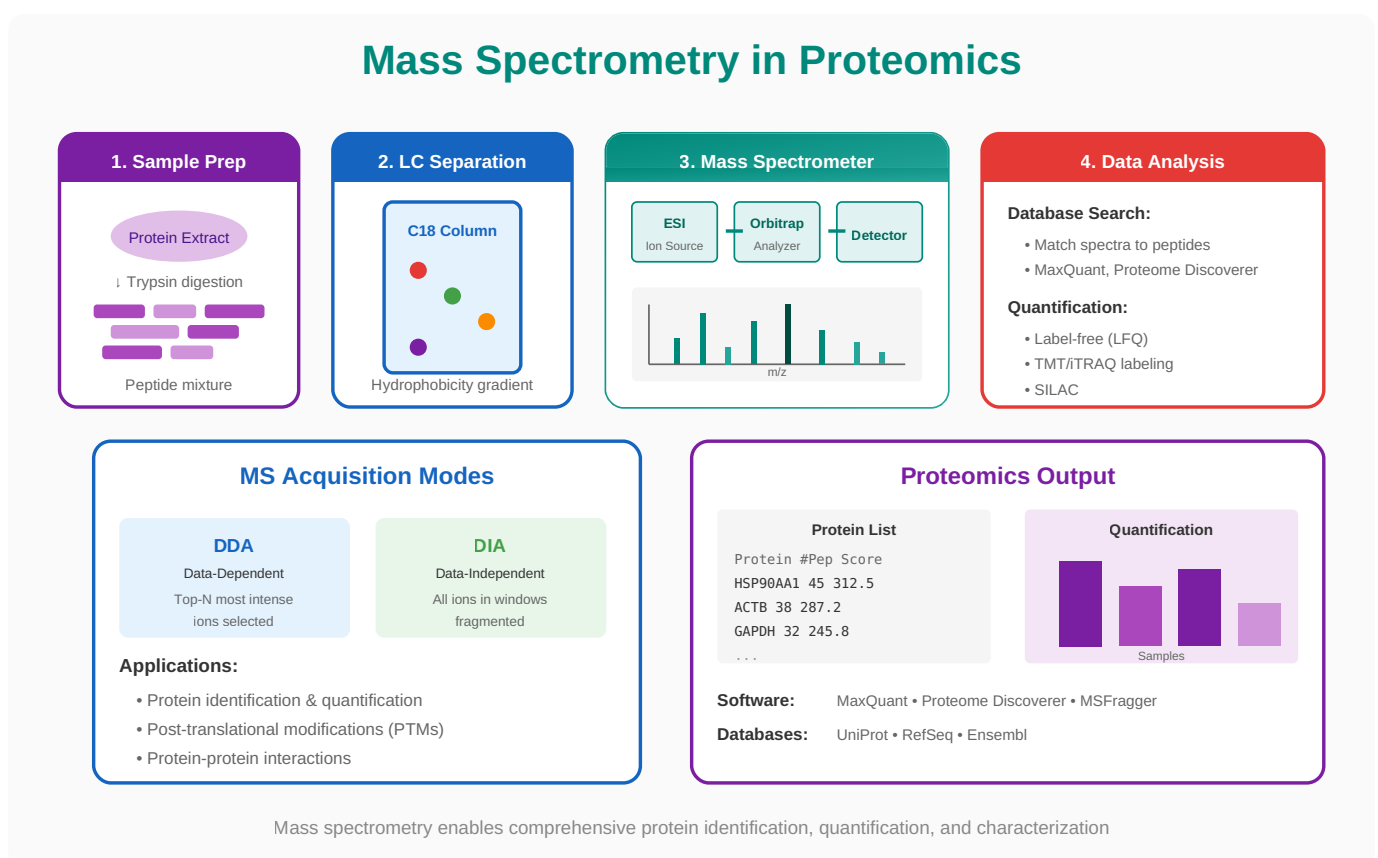 Mass Spectrometry in Proteomics
1. Sample Prep
Protein Extract
↓ Trypsin digestion
Peptide mixture
2. LC Separation
C18 Column
Hydrophobicity gradient
3. Mass Spectrometer
ESI
Ion Source
Orbitrap
Analyzer
Detector
m/z
4. Data Analysis
Database Search:
• Match spectra to peptides
• MaxQuant, Proteome Discoverer
Quantification:
• Label-free (LFQ)
• TMT/iTRAQ labeling
• SILAC
MS Acquisition Modes
DDA
Data-Dependent
Top-N most intense
ions selected
DIA
Data-Independent
All ions in windows
fragmented
Applications:
• Protein identification & quantification
• Post-translational modifications (PTMs)
• Protein-protein interactions
Proteomics Output
Protein List
Protein #Pep Score
HSP90AA1 45 312.5
ACTB 38 287.2
GAPDH 32 245.8
...
Quantification
Samples
Software: MaxQuant • Proteome Discoverer • MSFragger
Databases: UniProt • RefSeq • Ensembl
Mass spectrometry enables comprehensive protein identification, quantification, and characterization